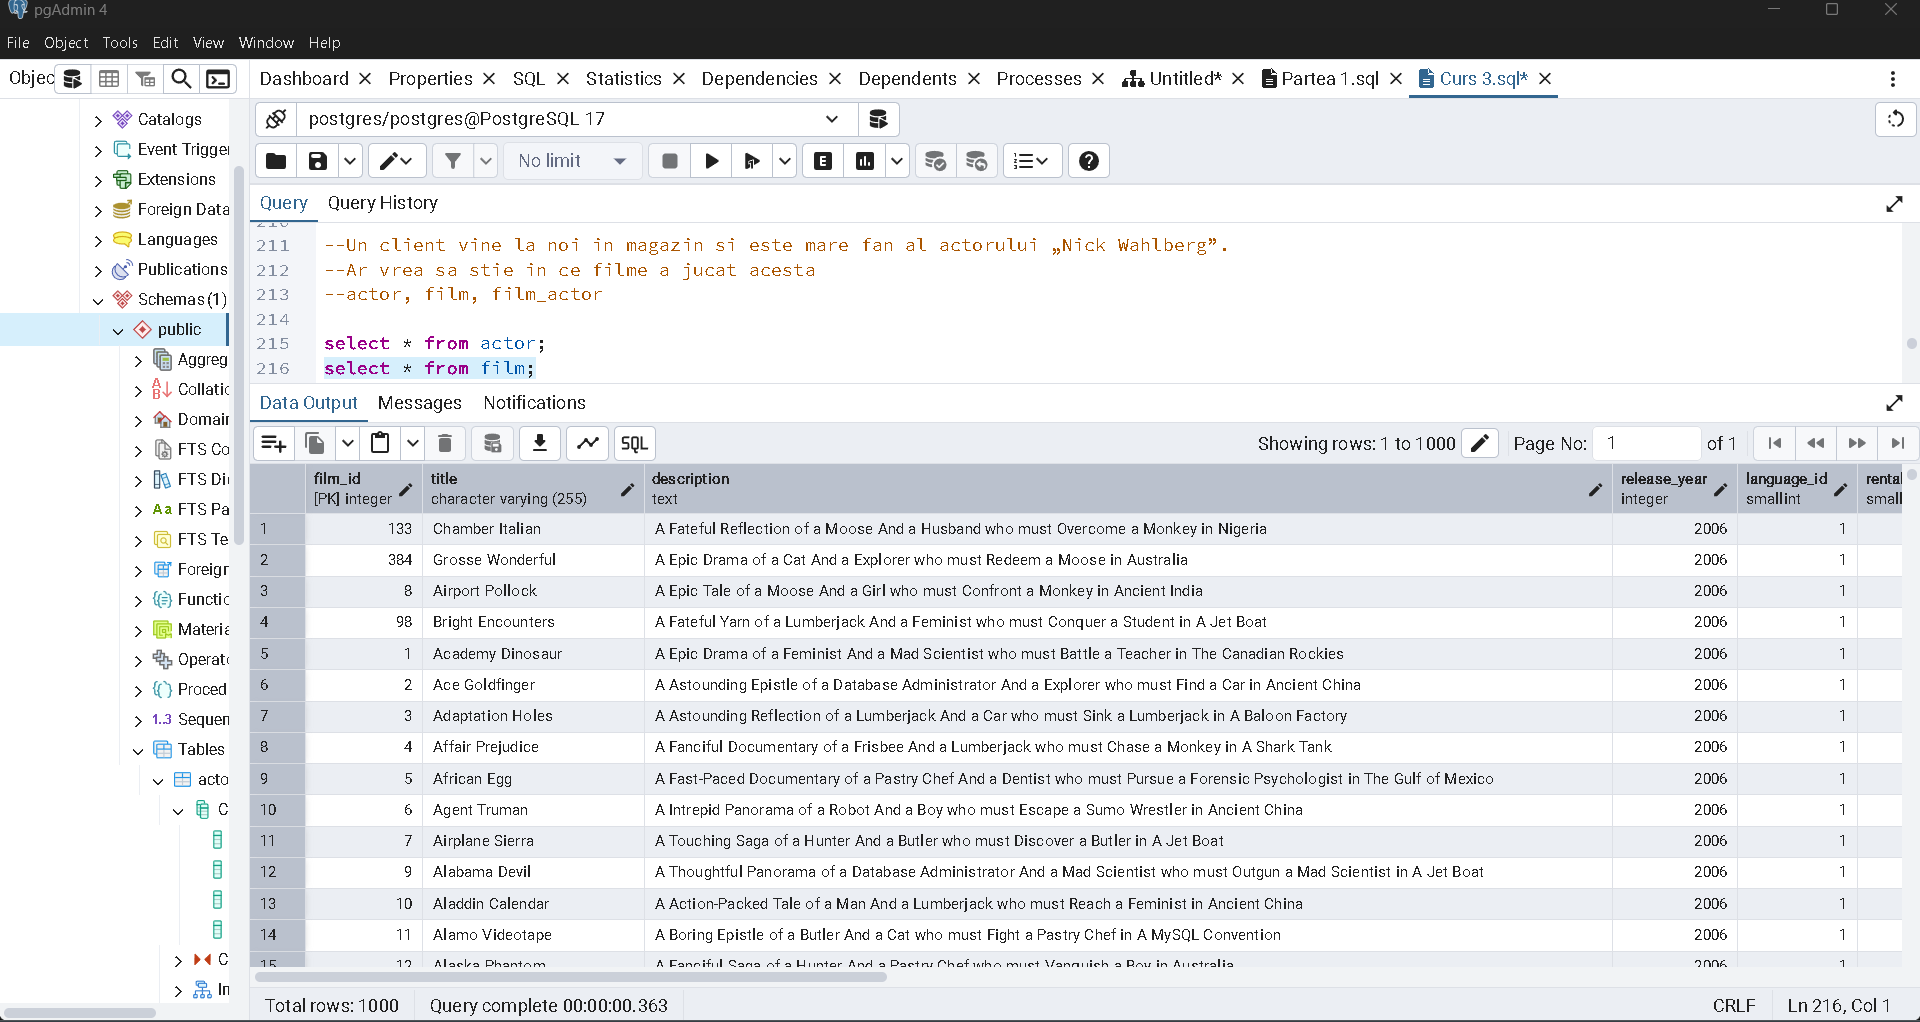 pgAdmin 4
File Object Tools Edit View Window Help
Objec
Dashboard Properties SQL Statistics Dependencies Dependents Processes Untitled* Partea 1.sql Curs 3.sql*
Catalogs
Event Trigge
Extensions
Foreign Data
Languages
Publications
Schemas (1)
public
Aggreg
Collatic
Domair
FTS Co
FTS Di
Aa FTS Pa
FTS Te
Foreigr
Functic
Materia
Operat
Proced
1..3 Sequen
Tables
acto
C
C
In
postgres/postgres@PostgreSQL 17
No limit
E
Query Query History
210
211 --Un client vine la noi in magazin si este mare fan al actorului „Nick Wahlberg”.
212 --Ar vrea sa stie in ce filme a jucat acesta
213 --actor, film, film_actor
214
215 select * from actor;
216 select * from film;
Data Output Messages Notifications
SQL
Showing rows: 1 to 1000 Page No: 1 of 1
film_id title description release_year language_id rental
[PK] integer character varying (255) text integer smallint small
1 133 Chamber Italian A Fateful Reflection of a Moose And a Husband who must Overcome a Monkey in Nigeria 2006 1
2 384 Grosse Wonderful A Epic Drama of a Cat And a Explorer who must Redeem a Moose in Australia 2006 1
3 8 Airport Pollock A Epic Tale of a Moose And a Girl who must Confront a Monkey in Ancient India 2006 1
4 98 Bright Encounters A Fateful Yarn of a Lumberjack And a Feminist who must Conquer a Student in A Jet Boat 2006 1
5 1 Academy Dinosaur A Epic Drama of a Feminist And a Mad Scientist who must Battle a Teacher in The Canadian Rockies 2006 1
6 2 Ace Goldfinger A Astounding Epistle of a Database Administrator And a Explorer who must Find a Car in Ancient China 2006 1
7 3 Adaptation Holes A Astounding Reflection of a Lumberjack And a Car who must Sink a Lumberjack in A Baloon Factory 2006 1
8 4 Affair Prejudice A Fanciful Documentary of a Frisbee And a Lumberjack who must Chase a Monkey in A Shark Tank 2006 1
9 5 African Egg A Fast-Paced Documentary of a Pastry Chef And a Dentist who must Pursue a Forensic Psychologist in The Gulf of Mexico 2006 1
10 6 Agent Truman A Intrepid Panorama of a Robot And a Boy who must Escape a Sumo Wrestler in Ancient China 2006 1
11 7 Airplane Sierra A Touching Saga of a Hunter And a Butler who must Discover a Butler in A Jet Boat 2006 1
12 9 Alabama Devil A Thoughtful Panorama of a Database Administrator And a Mad Scientist who must Outgun a Mad Scientist in A Jet Boat 2006 1
13 10 Aladdin Calendar A Action-Packed Tale of a Man And a Lumberjack who must Reach a Feminist in Ancient China 2006 1
14 11 Alamo Videotape A Boring Epistle of a Butler And a Cat who must Fight a Pastry Chef in A MySQL Convention 2006 1
15 12 Alaska Phantom A Fanciful Saga of a Hunter And a Pastry Chef who must Vanquish a Boy in Australia 2006 1
Total rows: 1000 Query complete 00:00:00.363 CRLF Ln 216, Col 1